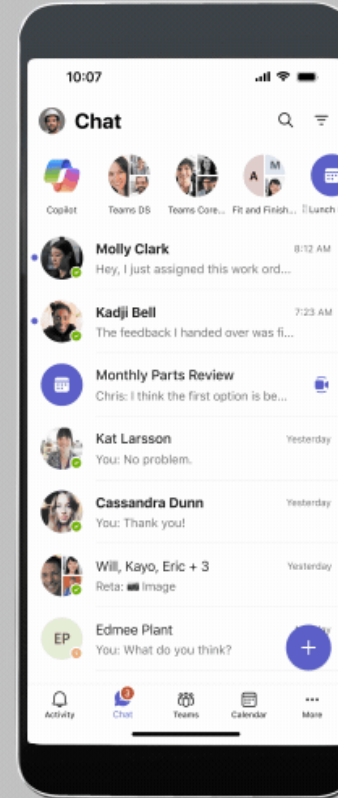 10:07
Chat
Copilot
Teams DS
Teams Core...
A
M
Fit and Finish...
Lunch
Molly Clark
8:12 AM
Hey, I just assigned this work ord...
Kadji Bell
7:23 AM
The feedback I handed over was fi...
Monthly Parts Review
Chris: I think the first option is be...
Kat Larsson
Yesterday
You: No problem.
Cassandra Dunn
Yesterday
You: Thank you!
Will, Kayo, Eric + 3
Yesterday
Reta: 📷 Image
EP
Edmee Plant
You: What do you think?
Activity
Chat
Teams
Calendar
More